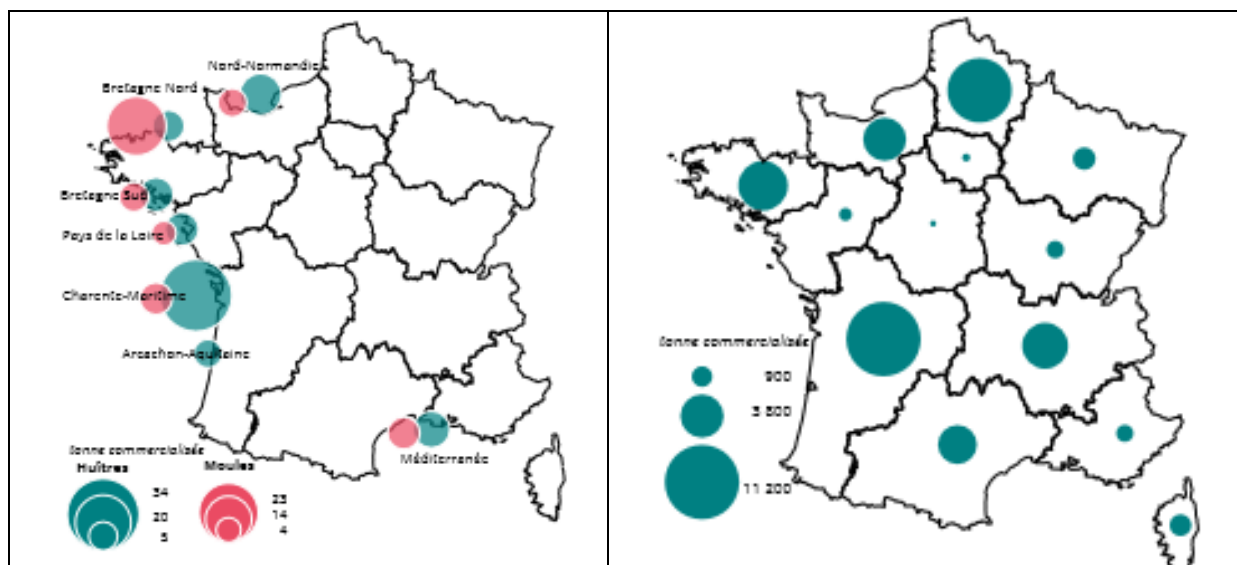 Nord-Normandie
Bretagne Nord
Bretagne Sud
Pays de la Loire
Charente-Maritime
Arcachon-Aquitaine
Méditerranée
tonne commercialisée
Huîtres
34
20
5
Moules
23
14
4
tonne commercialisée
900
3 800
11 200